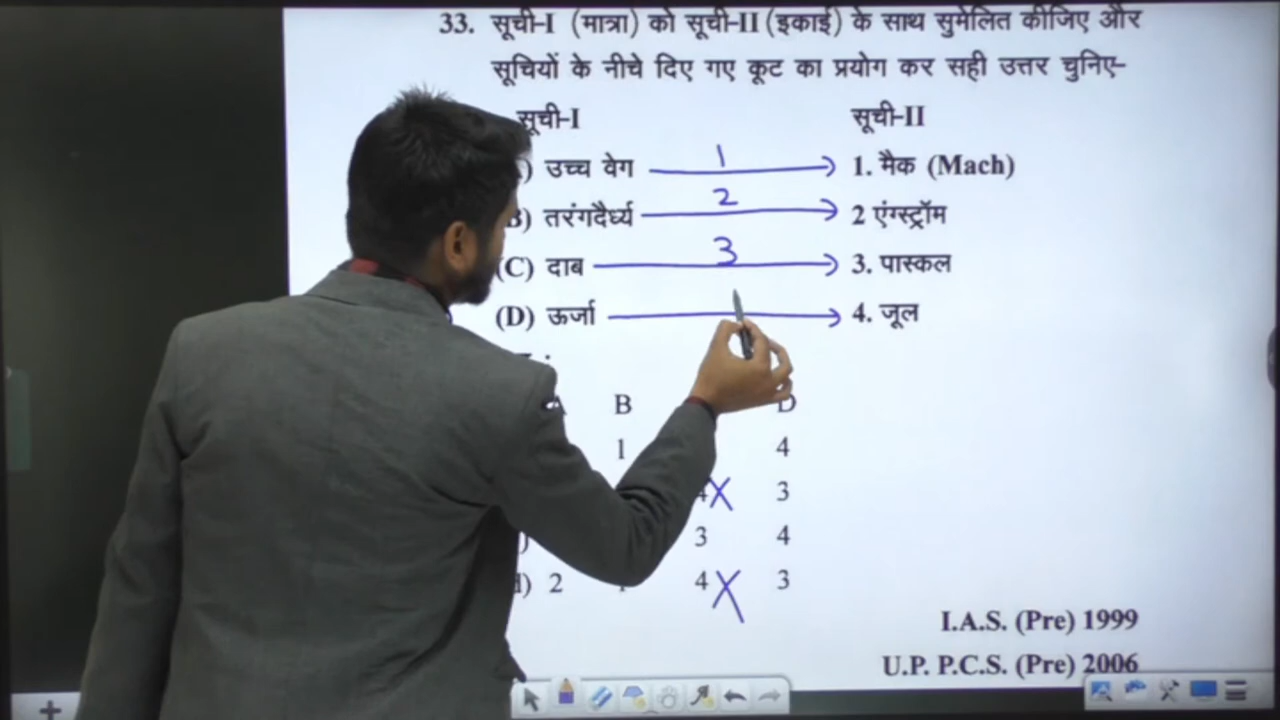 33. सूची-I (मात्रा) को सूची-II (इकाई) के साथ सुमेलित कीजिए और
सूचियों के नीचे दिए गए कूट का प्रयोग कर सही उत्तर चुनिए-
सूची-I सूची-II
उच्च वेग 1 1. मैक (Mach)
B) तरंगदैर्ध्य 2 2 एंग्स्ट्रॉम
(C) दाब 3 3. पास्कल
(D) ऊर्जा 4. जूल
A B D
1 4
4 X 3
3 4
2 4 X 3
I.A.S. (Pre) 1999
U.P. P.C.S. (Pre) 2006